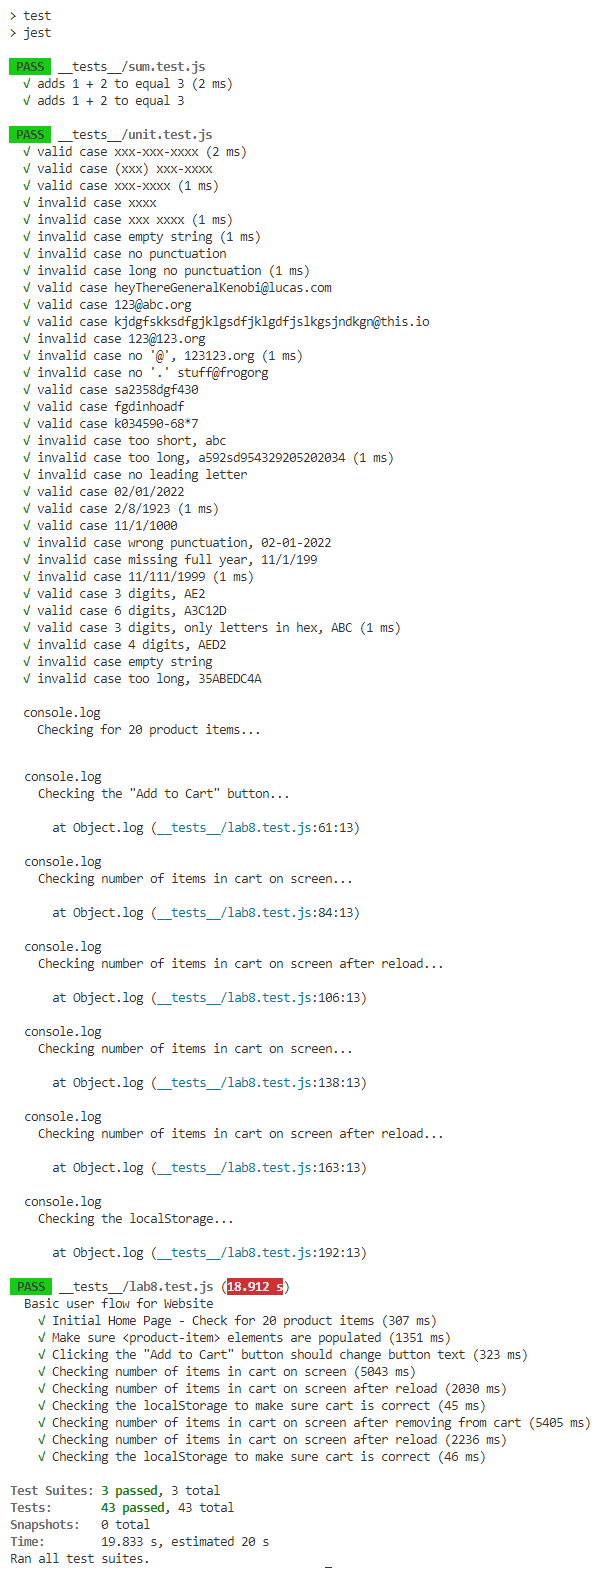 > test
> jest
PASS __tests__/sum.test.js
√ adds 1 + 2 to equal 3 (2 ms)
√ adds 1 + 2 to equal 3
PASS __tests__/unit.test.js
√ valid case xxx-xxx-xxxx (2 ms)
√ valid case (xxx) xxx-xxxx
√ valid case xxx-xxxx (1 ms)
√ invalid case xxxx
√ invalid case xxx xxxx (1 ms)
√ invalid case empty string (1 ms)
√ invalid case no punctuation
√ invalid case long no punctuation (1 ms)
√ valid case heyThereGeneralKenobi@lucas.com
√ valid case 123@abc.org
√ valid case kjdgfskksdfgjklgsdfjklgdfjslkgsjndkgn@this.io
√ invalid case 123@123.org
√ invalid case no '@', 123123.org (1 ms)
√ invalid case no '.' stuff@frogorg
√ valid case sa2358dgf430
√ valid case fgdinhoadf
√ valid case k034590-68*7
√ invalid case too short, abc
√ invalid case too long, a592sd954329205202034 (1 ms)
√ invalid case no leading letter
√ valid case 02/01/2022
√ valid case 2/8/1923 (1 ms)
√ valid case 11/1/1000
√ invalid case wrong punctuation, 02-01-2022
√ invalid case missing full year, 11/1/199
√ invalid case 11/111/1999 (1 ms)
√ valid case 3 digits, AE2
√ valid case 6 digits, A3C12D
√ valid case 3 digits, only letters in hex, ABC (1 ms)
√ invalid case 4 digits, AED2
√ invalid case empty string
√ invalid case too long, 35ABEDC4A
console.log
Checking for 20 product items...
console.log
Checking the "Add to Cart" button...
at Object.log (__tests__/lab8.test.js:61:13)
console.log
Checking number of items in cart on screen...
at Object.log (__tests__/lab8.test.js:84:13)
console.log
Checking number of items in cart on screen after reload...
at Object.log (__tests__/lab8.test.js:106:13)
console.log
Checking number of items in cart on screen...
at Object.log (__tests__/lab8.test.js:138:13)
console.log
Checking number of items in cart on screen after reload...
at Object.log (__tests__/lab8.test.js:163:13)
console.log
Checking the localStorage...
at Object.log (__tests__/lab8.test.js:192:13)
PASS __tests__/lab8.test.js (18.912 s)
Basic user flow for Website
√ Initial Home Page - Check for 20 product items (307 ms)
√ Make sure <product-item> elements are populated (1351 ms)
√ Clicking the "Add to Cart" button should change button text (323 ms)
√ Checking number of items in cart on screen (5043 ms)
√ Checking number of items in cart on screen after reload (2030 ms)
√ Checking the localStorage to make sure cart is correct (45 ms)
√ Checking number of items in cart on screen after removing from cart (5405 ms)
√ Checking number of items in cart on screen after reload (2236 ms)
√ Checking the localStorage to make sure cart is correct (46 ms)
Test Suites: 3 passed, 3 total
Tests: 43 passed, 43 total
Snapshots: 0 total
Time: 19.833 s, estimated 20 s
Ran all test suites.